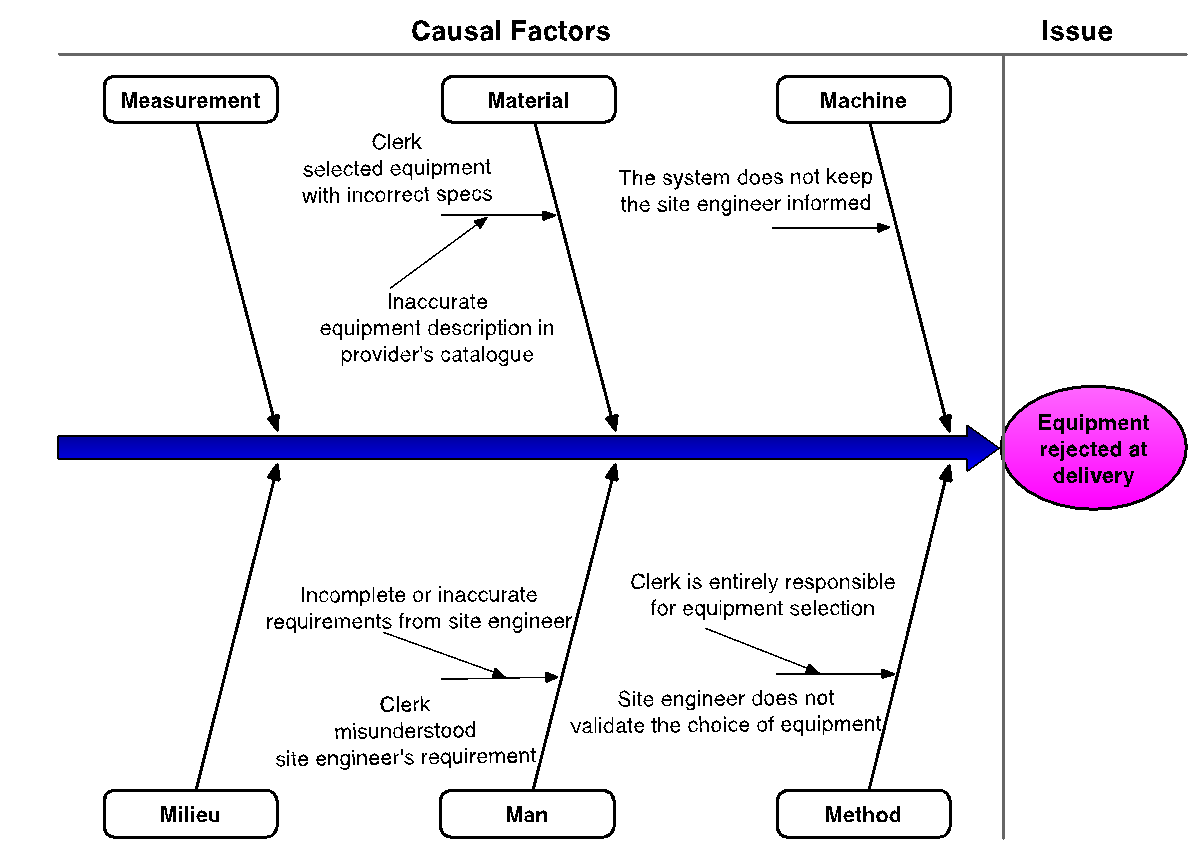 Causal Factors
Issue
Measurement
Material
Machine
Clerk
selected equipment
with incorrect specs
The system does not keep
the site engineer informed
Inaccurate
equipment description in
provider's catalogue
Equipment
rejected at
delivery
Incomplete or inaccurate
requirements from site engineer
Clerk is entirely responsible
for equipment selection
Clerk
misunderstood
site engineer's requirement
Site engineer does not
validate the choice of equipment
Milieu
Man
Method